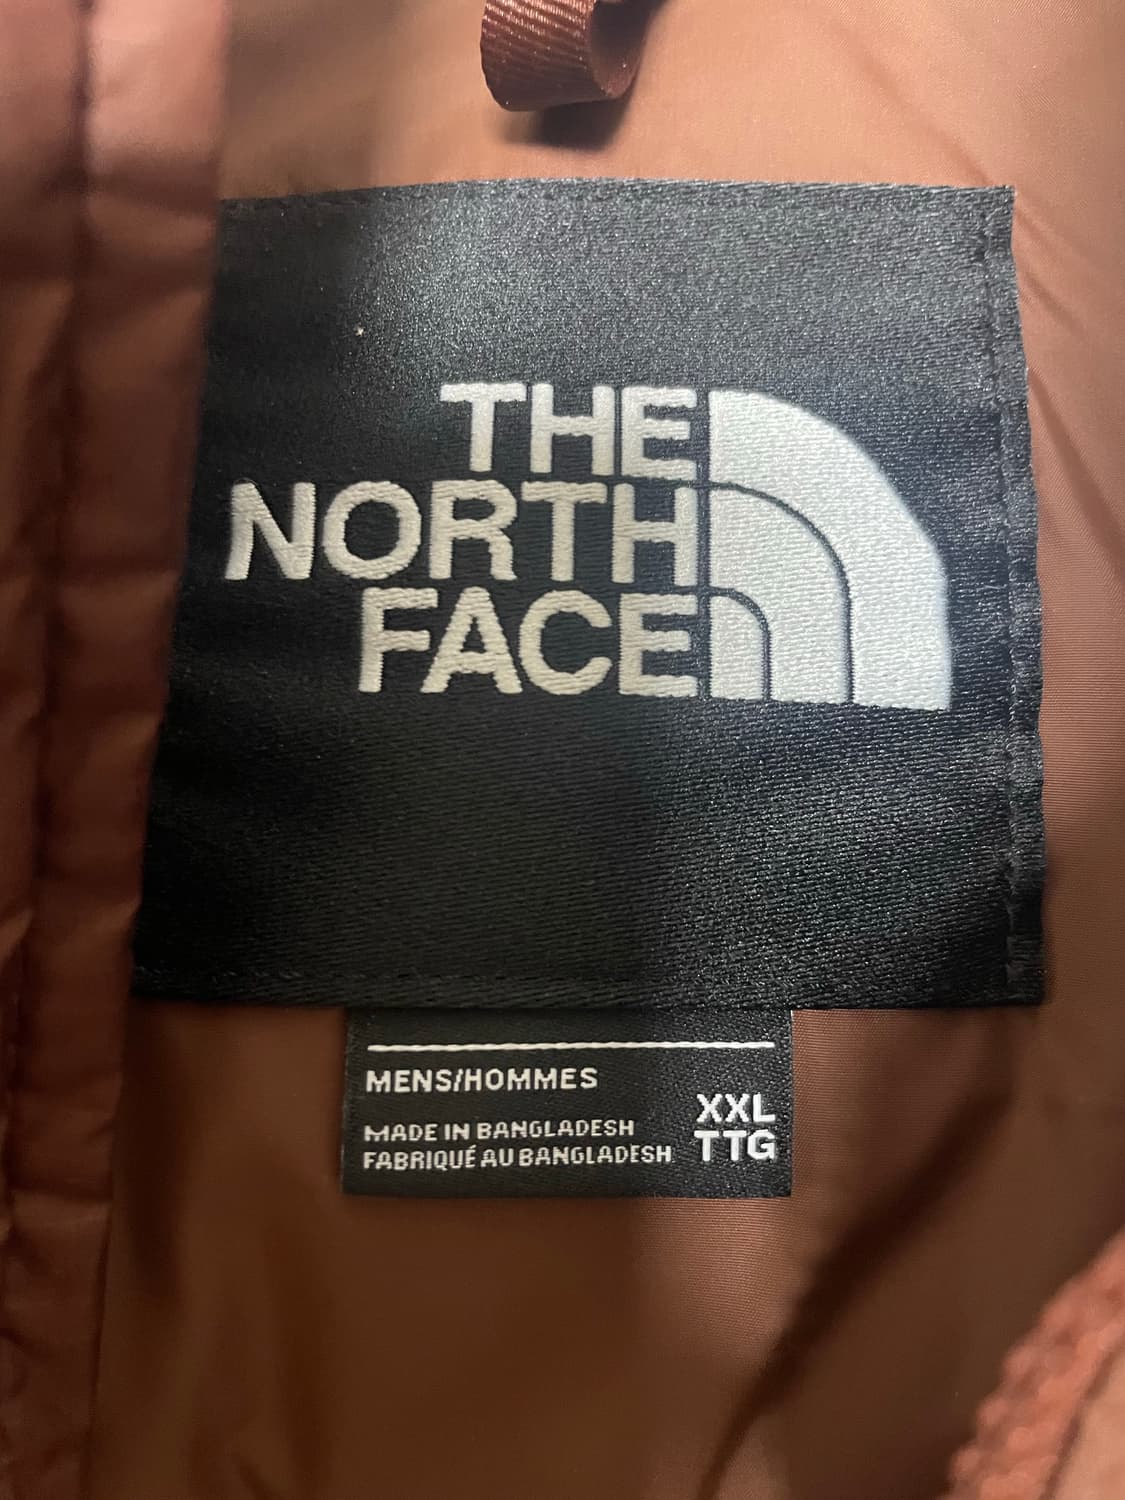 THE
NORTH
FACE
MENS/HOMMES
MADE IN BANGLADESH
FABRIQUÉ AU BANGLADESH
XXL
TTG